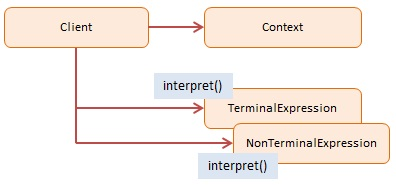 Client
Context
interpret()
TerminalExpression
NonTerminalExpression
interpret()